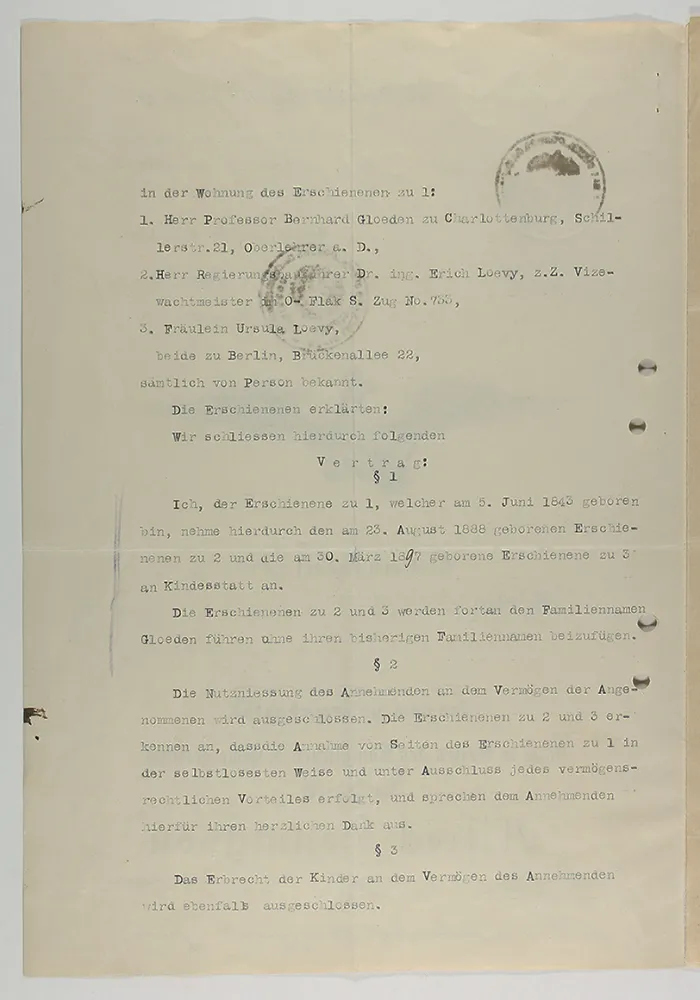 in der Wohnung des Erschienenen zu 1:
1. Herr Professor Bernhard Gloeden zu Charlottenburg, Schil-
lerstr.21, Oberlehrer a. D.,
2.Herr Regierungsbauführer Dr. ing. Erich Loevy, z.Z. Vize-
wachtmeister O- Flak S. Zug No.
3. Fräulein Ursula Loevy,
beide zu Berlin, Brückenallee 22,
sämtlich von Person bekannt.
Die Erschienenen erklärten:
Wir schliessen hierdurch folgenden
V e r t r a g:
§ 1
Ich, der Erschienene zu 1, welcher am 5. Juni 1843 geboren
bin, nehme hierdurch den am 23. August 1888 geborenen Erschie-
nenen zu 2 und die am 30. März 1897 geborene Erschienene zu 3
an Kindesstatt an.
Die Erschienenen zu 2 und 3 werden fortan den Familiennamen
Gloeden führen ohne ihren bisherigen Familiennamen beizufügen.
§ 2
Die Nutzniessung des Annehmenden an dem Vermögen der Ange-
nommenen wird ausgeschlossen. Die Erschienenen zu 2 und 3 er-
kennen an, dassdie Annahme von Seiten des Erschienenen zu 1 in
der selbstlosesten Weise und unter Ausschluss jedes vermögens-
rechtlichen Vorteiles erfolgt, und sprechen dem Annehmenden
hierfür ihren herzlichen Dank aus.
§ 3
Das Erbrecht der Kinder an dem Vermögen des Annehmenden
wird ebenfalls ausgeschlossen.